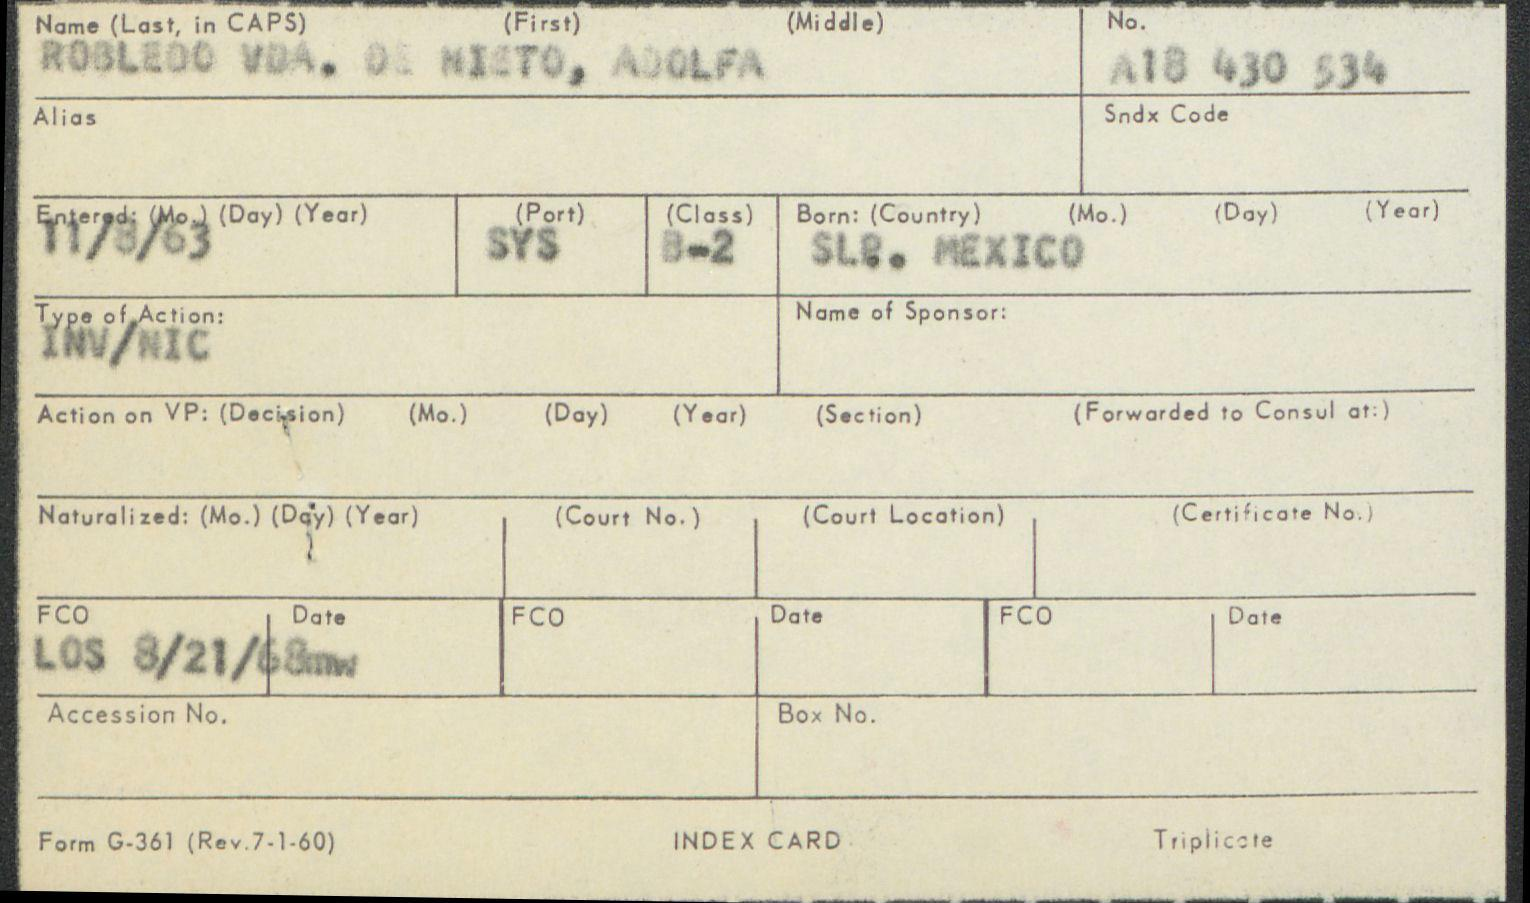 Name (Last, in CAPS) (First) (Middle) No.
ROBLEDO VDA. DE NIETO, ADOLFA A18 430 534
Alias Sndx Code
Entered: (Mo.) (Day) (Year) (Port) (Class) Born: (Country) (Mo.) (Day) (Year)
11/8/63 SYS B-2 SLP. MEXICO
Type of Action: Name of Sponsor:
INV/NIC
Action on VP: (Decision) (Mo.) (Day) (Year) (Section) (Forwarded to Consul at:)
Naturalized: (Mo.) (Day) (Year) (Court No.) (Court Location) (Certificate No.)
FCO Date FCO Date FCO Date
LOS 8/21/68mw
Accession No. Box No.
Form G-361 (Rev.7-1-60) INDEX CARD Triplicate